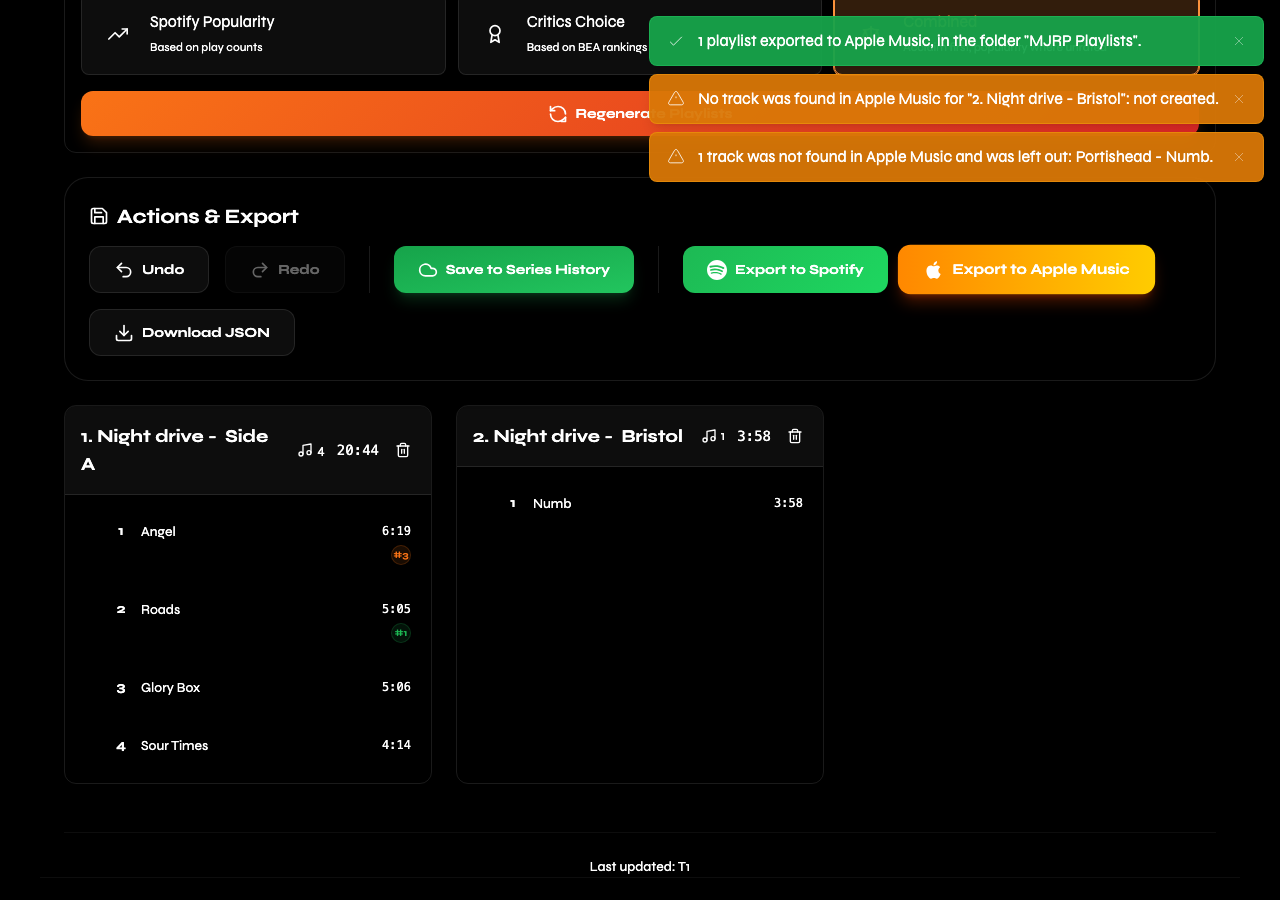 Spotify Popularity
Based on play counts
Critics Choice
Based on BEA rankings
Combined
1 playlist exported to Apple Music, in the folder "MJRP Playlists".
No track was found in Apple Music for "2. Night drive - Bristol": not created.
1 track was not found in Apple Music and was left out: Portishead - Numb.
Regenerate Playlists
Actions & Export
Undo
Redo
Save to Series History
Export to Spotify
Export to Apple Music
Download JSON
1. Night drive - Side A
4
20:44
1 Angel 6:19
#3
2 Roads 5:05
#1
3 Glory Box 5:06
4 Sour Times 4:14
2. Night drive - Bristol
1
3:58
1 Numb 3:58
Last updated: T1